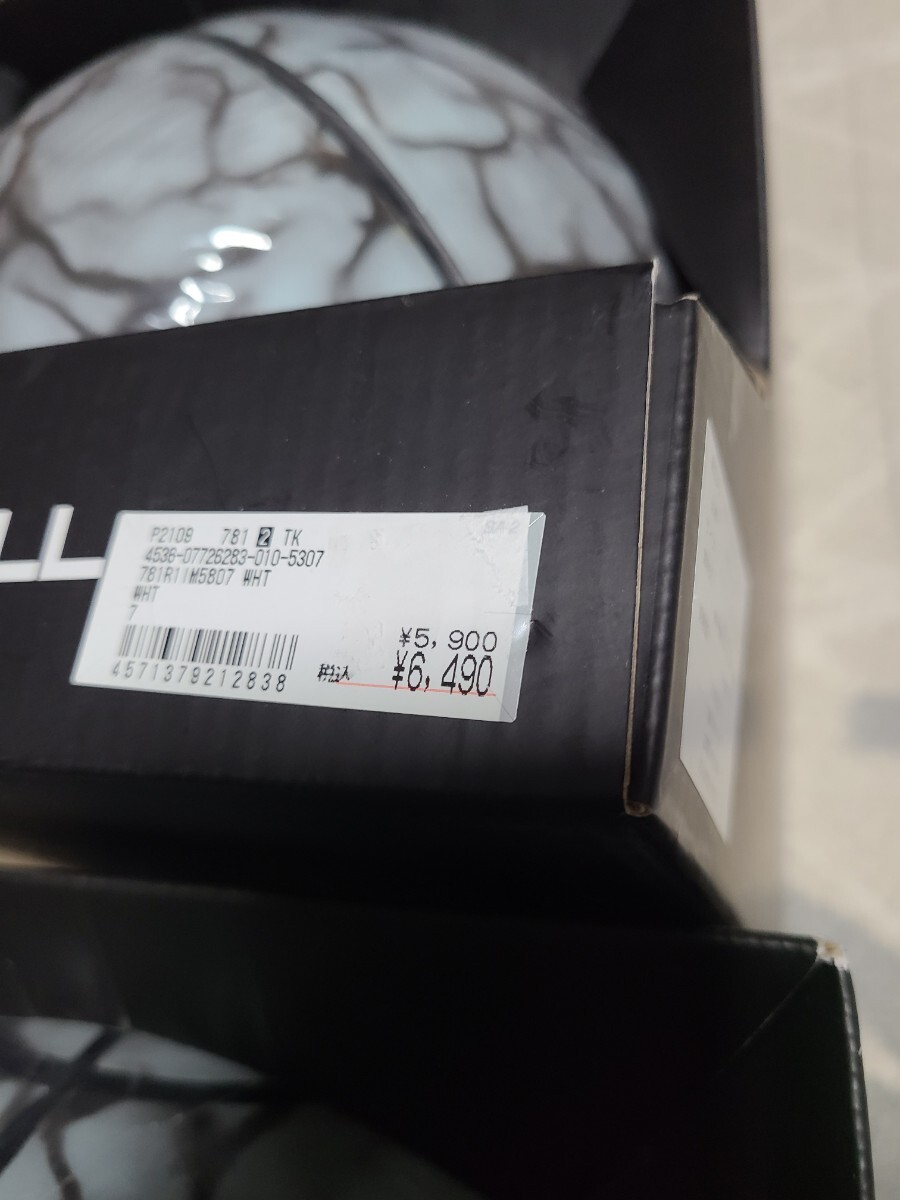 LL
P2109 781 2 TK
4536-07726283-010-5307
781R11M5807 WHT
WHT
7
¥5,900
税込 ¥6,490
4571379212838